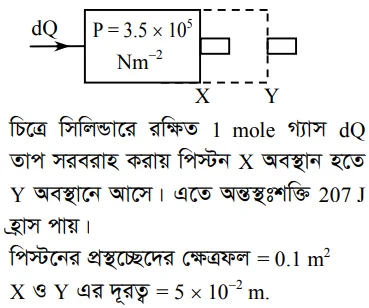 dQ
P = 3.5 × 10⁵
Nm⁻²
X Y
চিত্রে সিলিন্ডারে রক্ষিত 1 mole গ্যাস dQ
তাপ সরবরাহ করায় পিস্টন X অবস্থান হতে
Y অবস্থানে আসে। এতে অন্তস্থঃশক্তি 207 J
হ্রাস পায়।
পিস্টনের প্রস্থচ্ছেদের ক্ষেত্রফল = 0.1 m²
X ও Y এর দূরত্ব = 5 × 10⁻² m.